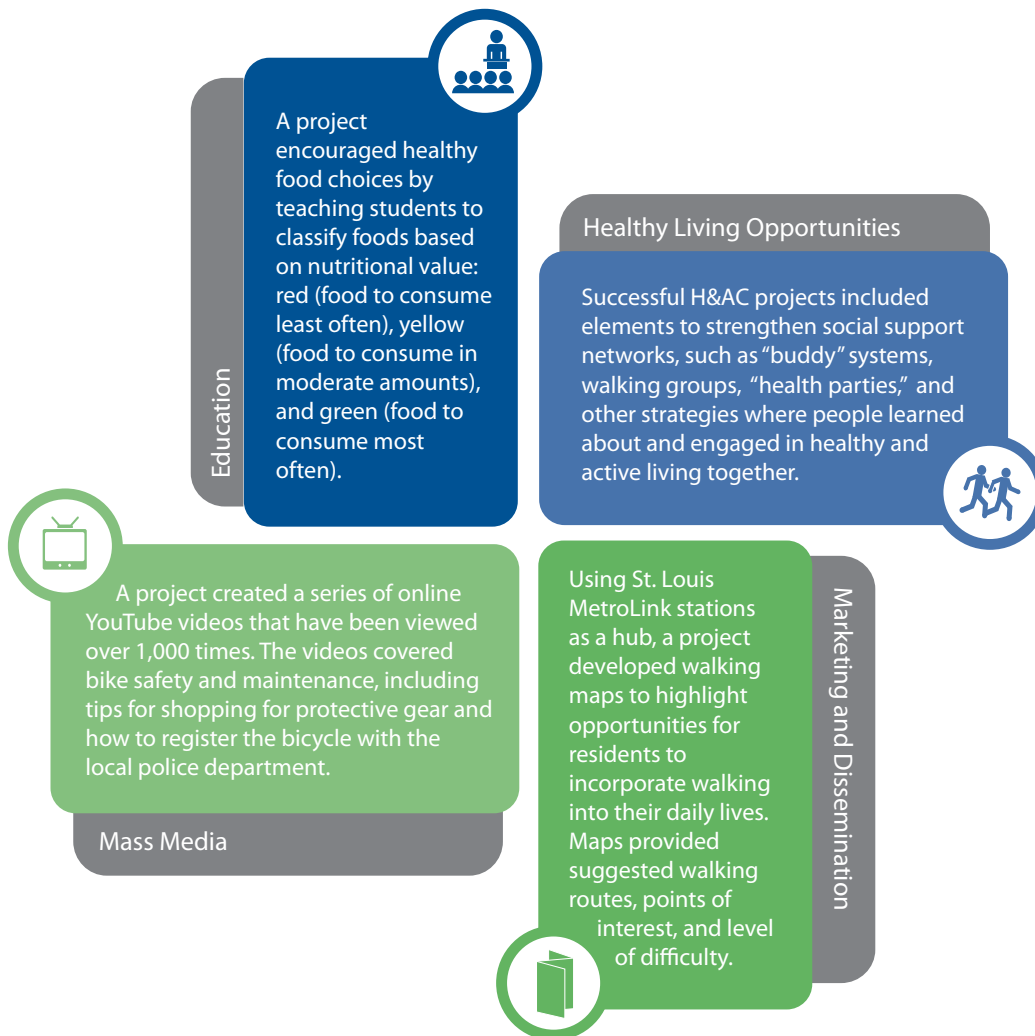 Education
A project
encouraged healthy
food choices by
teaching students to
classify foods based
on nutritional value:
red (food to consume
least often), yellow
(food to consume in
moderate amounts),
and green (food to
consume most
often).
Healthy Living Opportunities
Successful H&AC projects included
elements to strengthen social support
networks, such as “buddy” systems,
walking groups, “health parties,” and
other strategies where people learned
about and engaged in healthy and
active living together.
A project created a series of online
YouTube videos that have been viewed
over 1,000 times. The videos covered
bike safety and maintenance, including
tips for shopping for protective gear and
how to register the bicycle with the
local police department.
Mass Media
Using St. Louis
MetroLink stations
as a hub, a project
developed walking
maps to highlight
opportunities for
residents to
incorporate walking
into their daily lives.
Maps provided
suggested walking
routes, points of
interest, and level
of difficulty.
Marketing and Dissemination